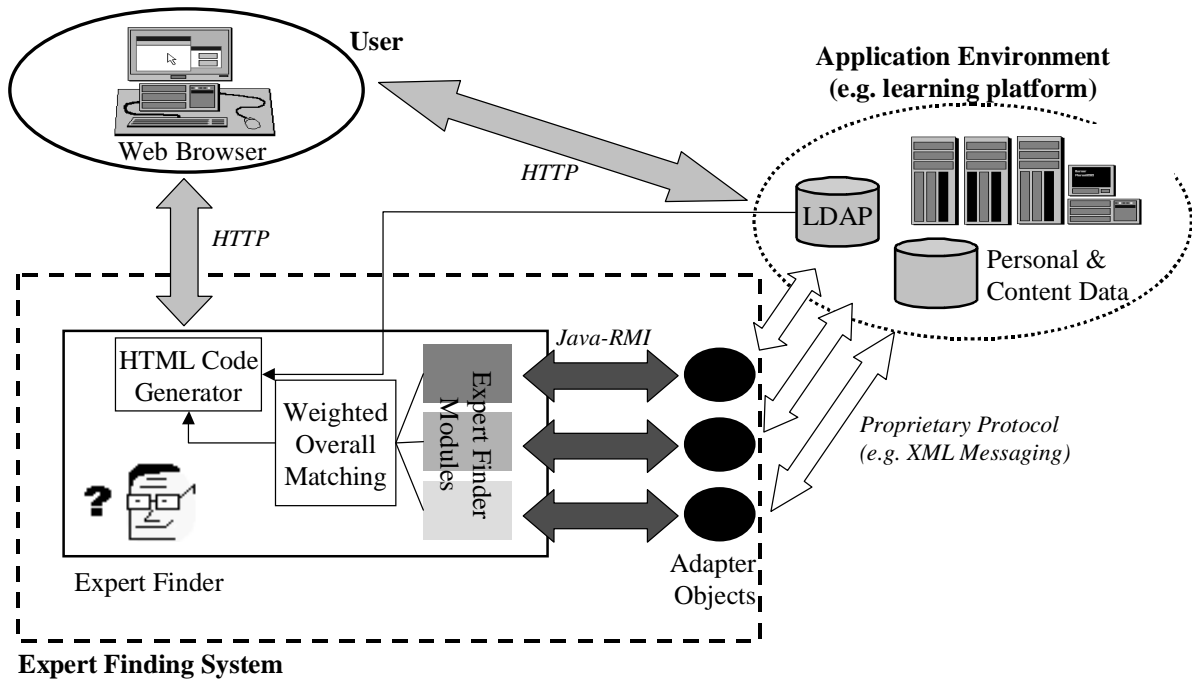 User
Web Browser
Application Environment
(e.g. learning platform)
HTTP
HTTP
LDAP
Personal &
Content Data
HTML Code
Generator
Weighted
Overall
Matching
Expert Finder
Modules
Java-RMI
Proprietary Protocol
(e.g. XML Messaging)
?
Expert Finder
Adapter
Objects
Expert Finding System